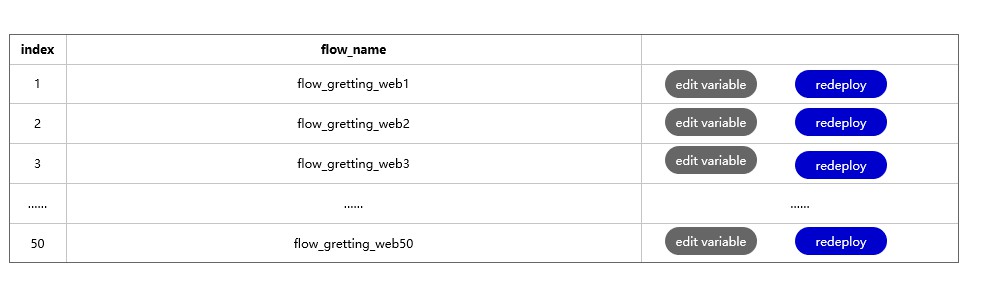 index flow_name
1 flow_gretting_web1 edit variable redeploy
2 flow_gretting_web2 edit variable redeploy
3 flow_gretting_web3 edit variable redeploy
...... ...... ......
50 flow_gretting_web50 edit variable redeploy